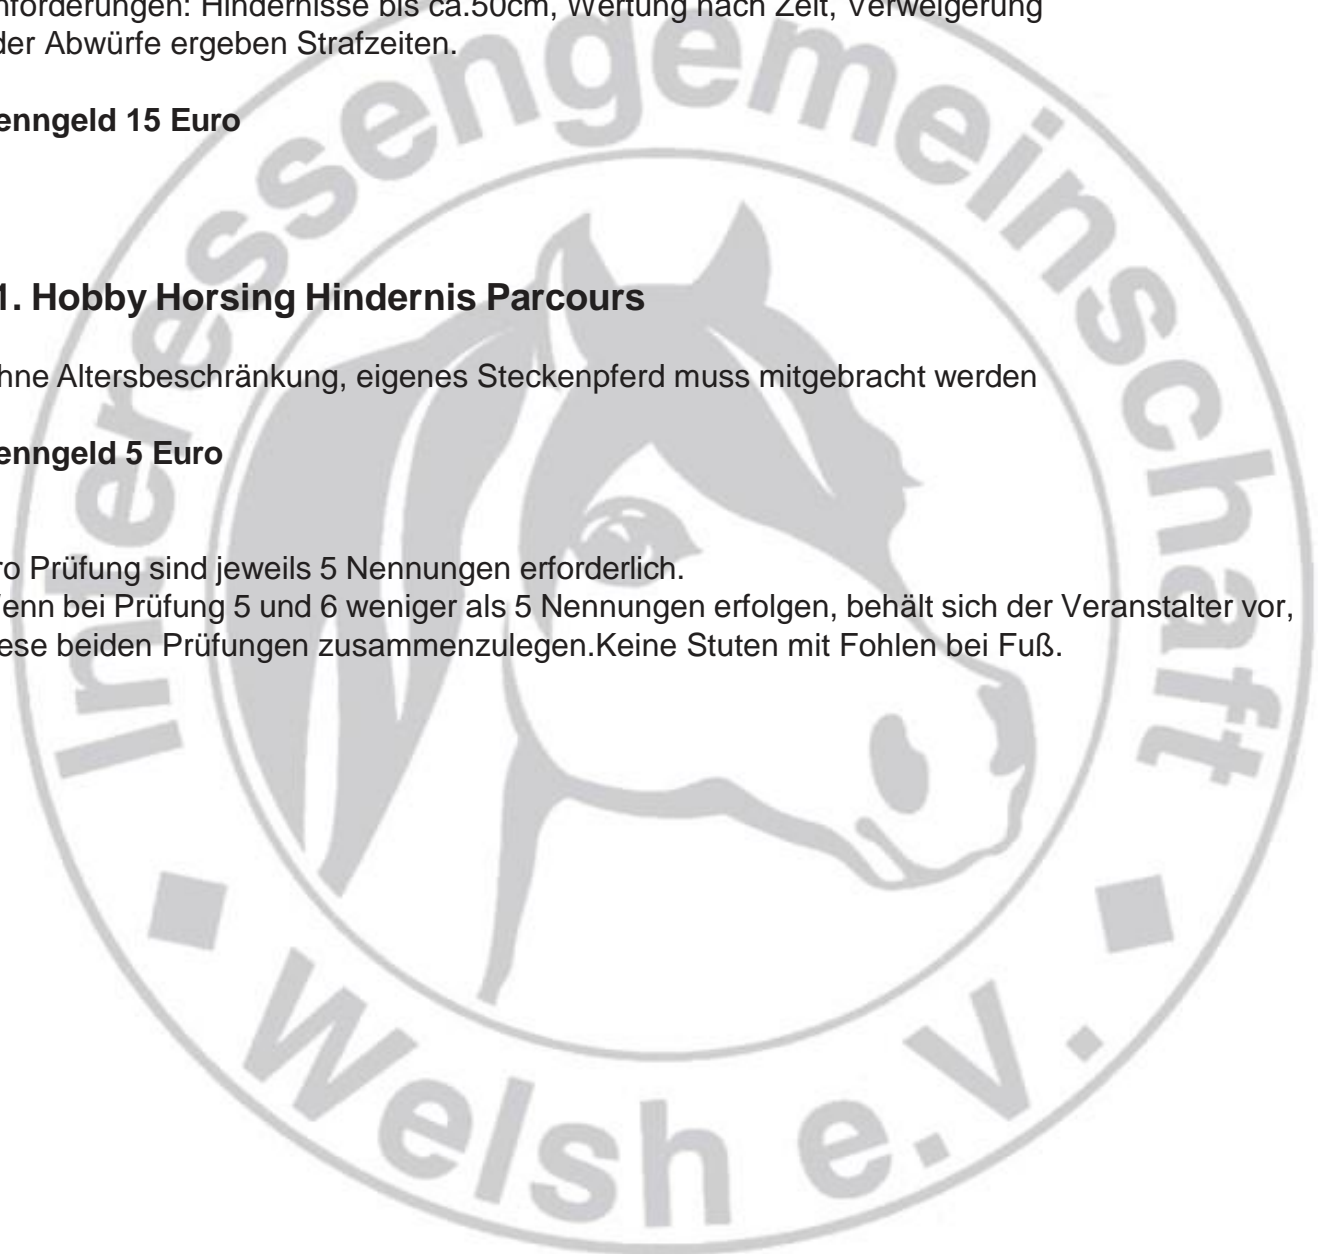 nforderungen: Hindernisse bis ca.50cm, Wertung nach Zeit, Verweigerung
der Abwürfe ergeben Strafzeiten.
enngeld 15 Euro
1. Hobby Horsing Hindernis Parcours
hne Altersbeschränkung, eigenes Steckenpferd muss mitgebracht werden
enngeld 5 Euro
ro Prüfung sind jeweils 5 Nennungen erforderlich.
enn bei Prüfung 5 und 6 weniger als 5 Nennungen erfolgen, behält sich der Veranstalter vor,
iese beiden Prüfungen zusammenzulegen.Keine Stuten mit Fohlen bei Fuß.
Interessengemeinschaft
Welsh e.V.